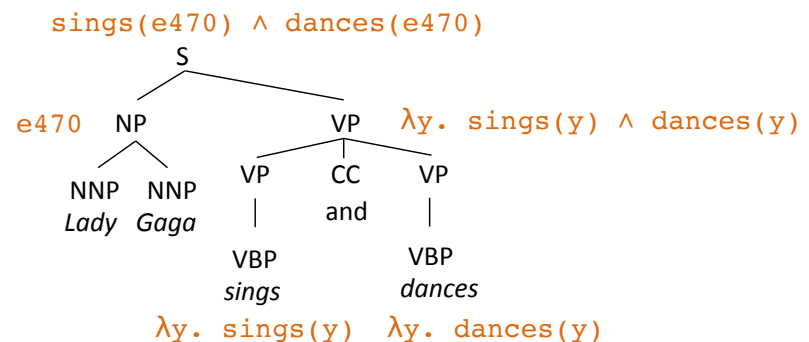 sings(e470) ∧ dances(e470)
S
e470 NP VP λy. sings(y) ∧ dances(y)
NNP NNP VP CC VP
Lady Gaga and
VBP VBP
sings dances
λy. sings(y) λy. dances(y)